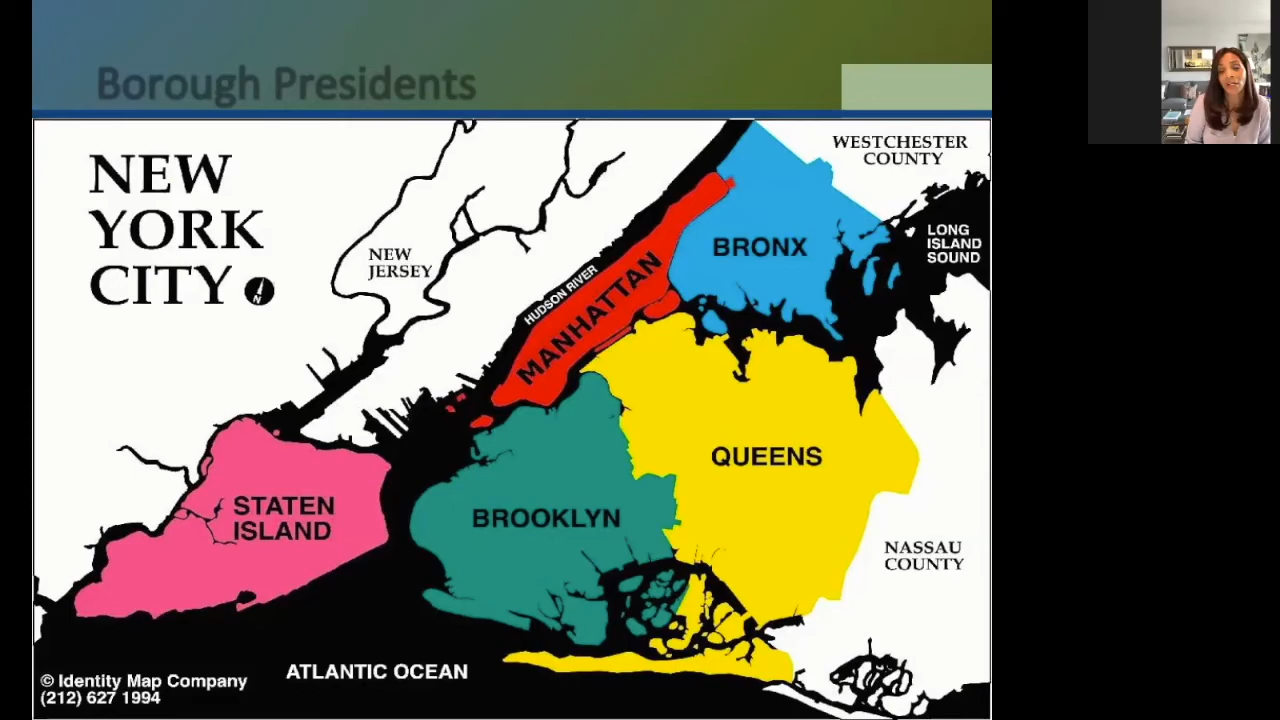 Borough Presidents
NEW
YORK
CITY
N
NEW
JERSEY
HUDSON RIVER
MANHATTAN
BRONX
WESTCHESTER
COUNTY
LONG
ISLAND
SOUND
QUEENS
BROOKLYN
STATEN
ISLAND
NASSAU
COUNTY
ATLANTIC OCEAN
© Identity Map Company
(212) 627 1994